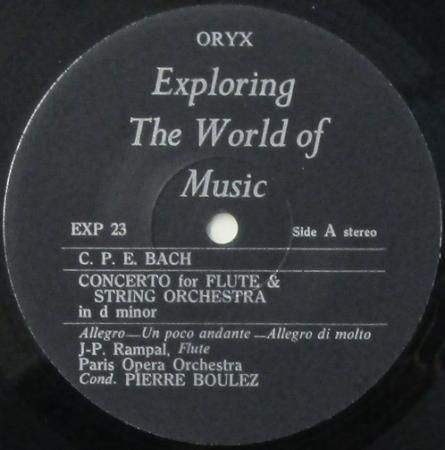 ORYX
Exploring
The World of
Music
EXP 23 Side A stereo
C. P. E. BACH
CONCERTO for FLUTE &
STRING ORCHESTRA
in d minor
Allegro—Un poco andante—Allegro di molto
J-P. Rampal, Flute
Paris Opera Orchestra
Cond. PIERRE BOULEZ